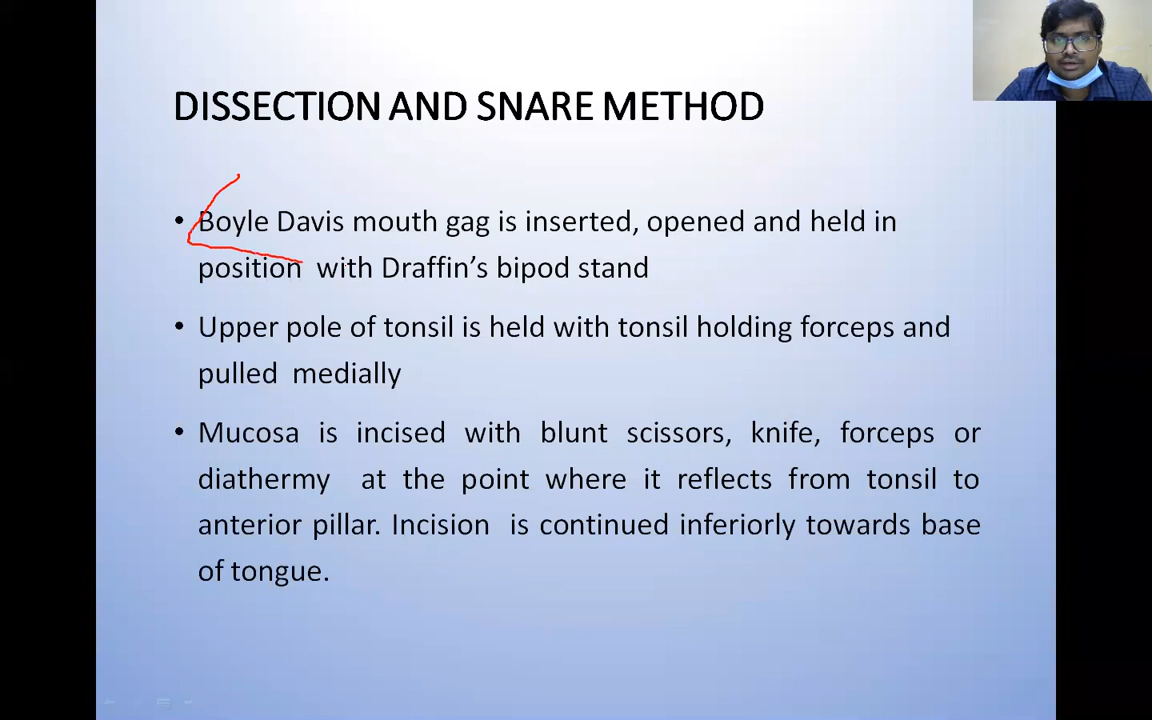 DISSECTION AND SNARE METHOD
• Boyle Davis mouth gag is inserted, opened and held in
position with Draffin’s bipod stand
• Upper pole of tonsil is held with tonsil holding forceps and
pulled medially
• Mucosa is incised with blunt scissors, knife, forceps or
diathermy at the point where it reflects from tonsil to
anterior pillar. Incision is continued inferiorly towards base
of tongue.